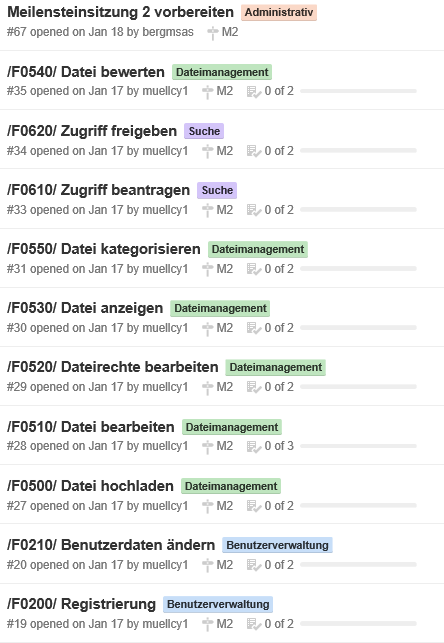 Meilensteinsitzung 2 vorbereiten Administrativ
#67 opened on Jan 18 by bergmsas M2
/F0540/ Datei bewerten Dateimanagement
#35 opened on Jan 17 by muellcy1 M2 0 of 2
/F0620/ Zugriff freigeben Suche
#34 opened on Jan 17 by muellcy1 M2 0 of 2
/F0610/ Zugriff beantragen Suche
#33 opened on Jan 17 by muellcy1 M2 0 of 2
/F0550/ Datei kategorisieren Dateimanagement
#31 opened on Jan 17 by muellcy1 M2 0 of 2
/F0530/ Datei anzeigen Dateimanagement
#30 opened on Jan 17 by muellcy1 M2 0 of 2
/F0520/ Dateirechte bearbeiten Dateimanagement
#29 opened on Jan 17 by muellcy1 M2 0 of 2
/F0510/ Datei bearbeiten Dateimanagement
#28 opened on Jan 17 by muellcy1 M2 0 of 3
/F0500/ Datei hochladen Dateimanagement
#27 opened on Jan 17 by muellcy1 M2 0 of 2
/F0210/ Benutzerdaten ändern Benutzerverwaltung
#20 opened on Jan 17 by muellcy1 M2 0 of 2
/F0200/ Registrierung Benutzerverwaltung
#19 opened on Jan 17 by muellcy1 M2 0 of 2